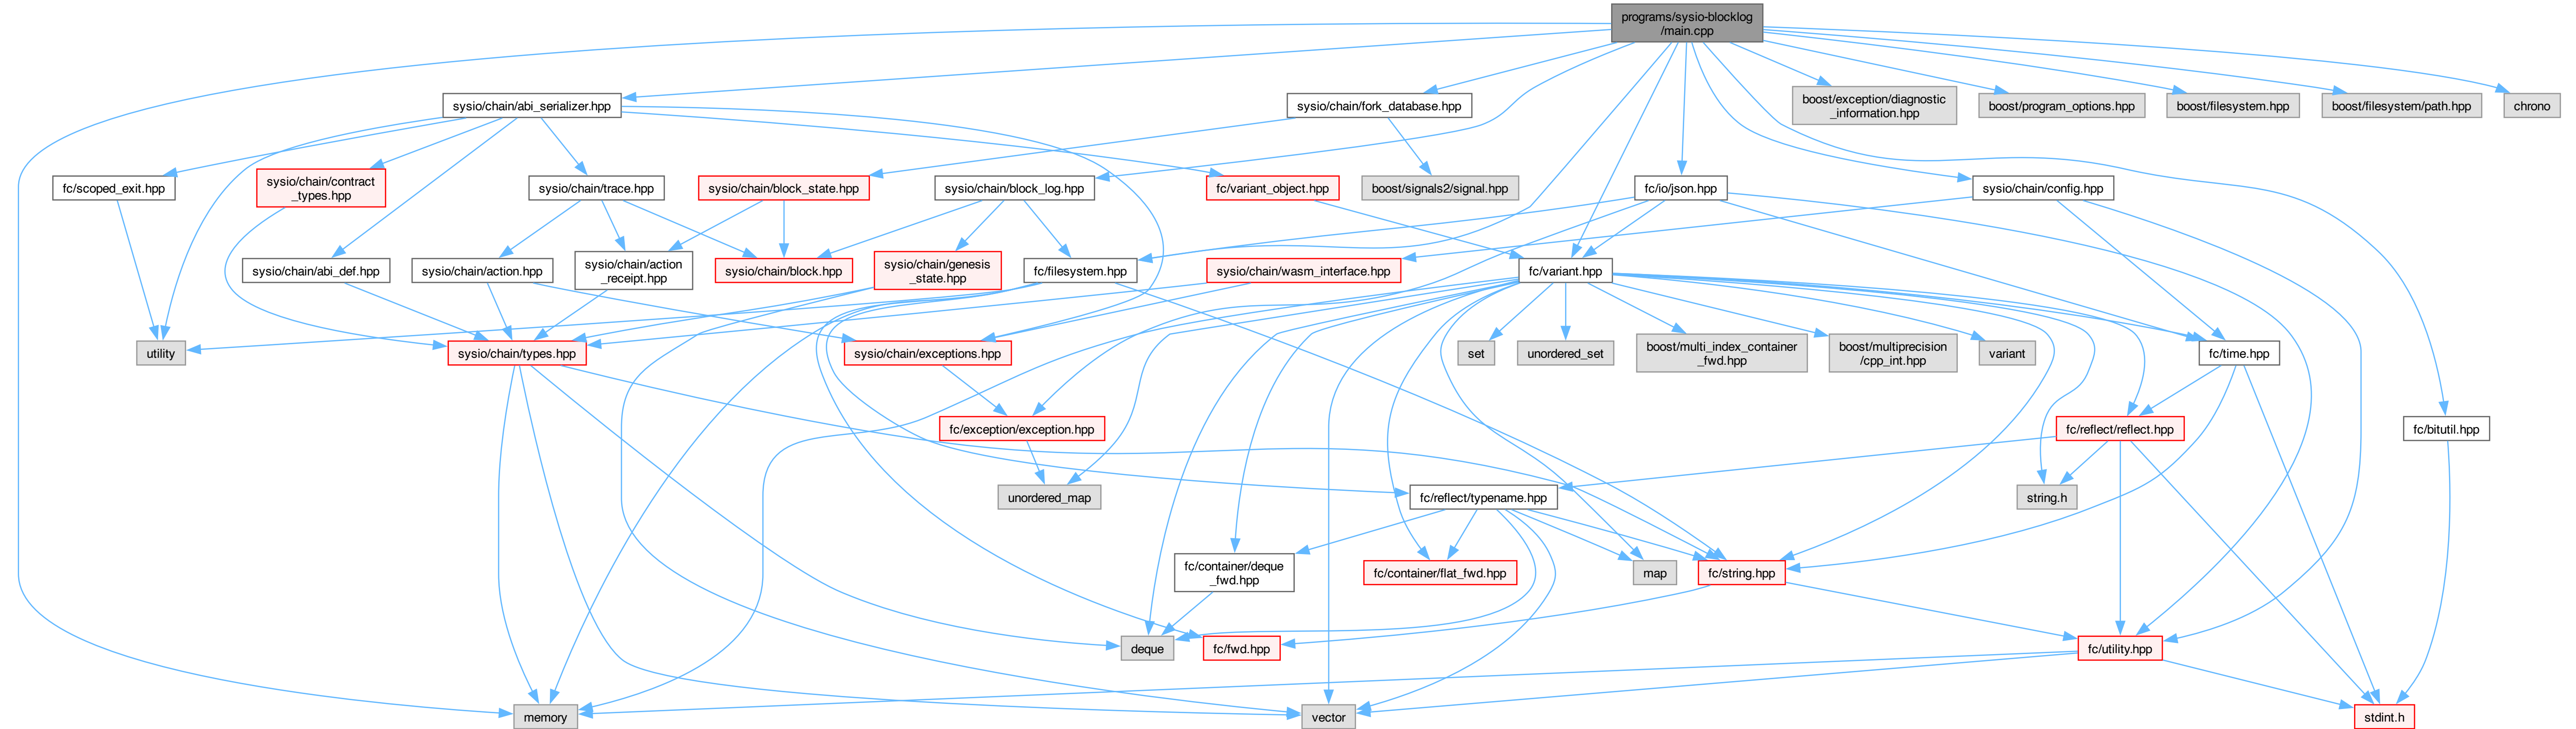 programs/sysio-blocklog
/main.cpp
sysio/chain/abi_serializer.hpp
sysio/chain/fork_database.hpp
boost/exception/diagnostic
_information.hpp
boost/program_options.hpp
boost/filesystem.hpp
boost/filesystem/path.hpp
chrono
fc/scoped_exit.hpp
sysio/chain/contract
_types.hpp
sysio/chain/trace.hpp
sysio/chain/block_state.hpp
sysio/chain/block_log.hpp
fc/variant_object.hpp
boost/signals2/signal.hpp
fc/io/json.hpp
sysio/chain/config.hpp
sysio/chain/abi_def.hpp
sysio/chain/action.hpp
sysio/chain/action
_receipt.hpp
sysio/chain/block.hpp
sysio/chain/genesis
_state.hpp
fc/filesystem.hpp
sysio/chain/wasm_interface.hpp
fc/variant.hpp
utility
sysio/chain/types.hpp
sysio/chain/exceptions.hpp
set
unordered_set
boost/multi_index_container
_fwd.hpp
boost/multiprecision
/cpp_int.hpp
variant
fc/time.hpp
fc/exception/exception.hpp
fc/reflect/reflect.hpp
fc/bitutil.hpp
unordered_map
fc/reflect/typename.hpp
string.h
fc/container/deque
_fwd.hpp
fc/container/flat_fwd.hpp
map
fc/string.hpp
deque
fc/fwd.hpp
fc/utility.hpp
memory
vector
stdint.h